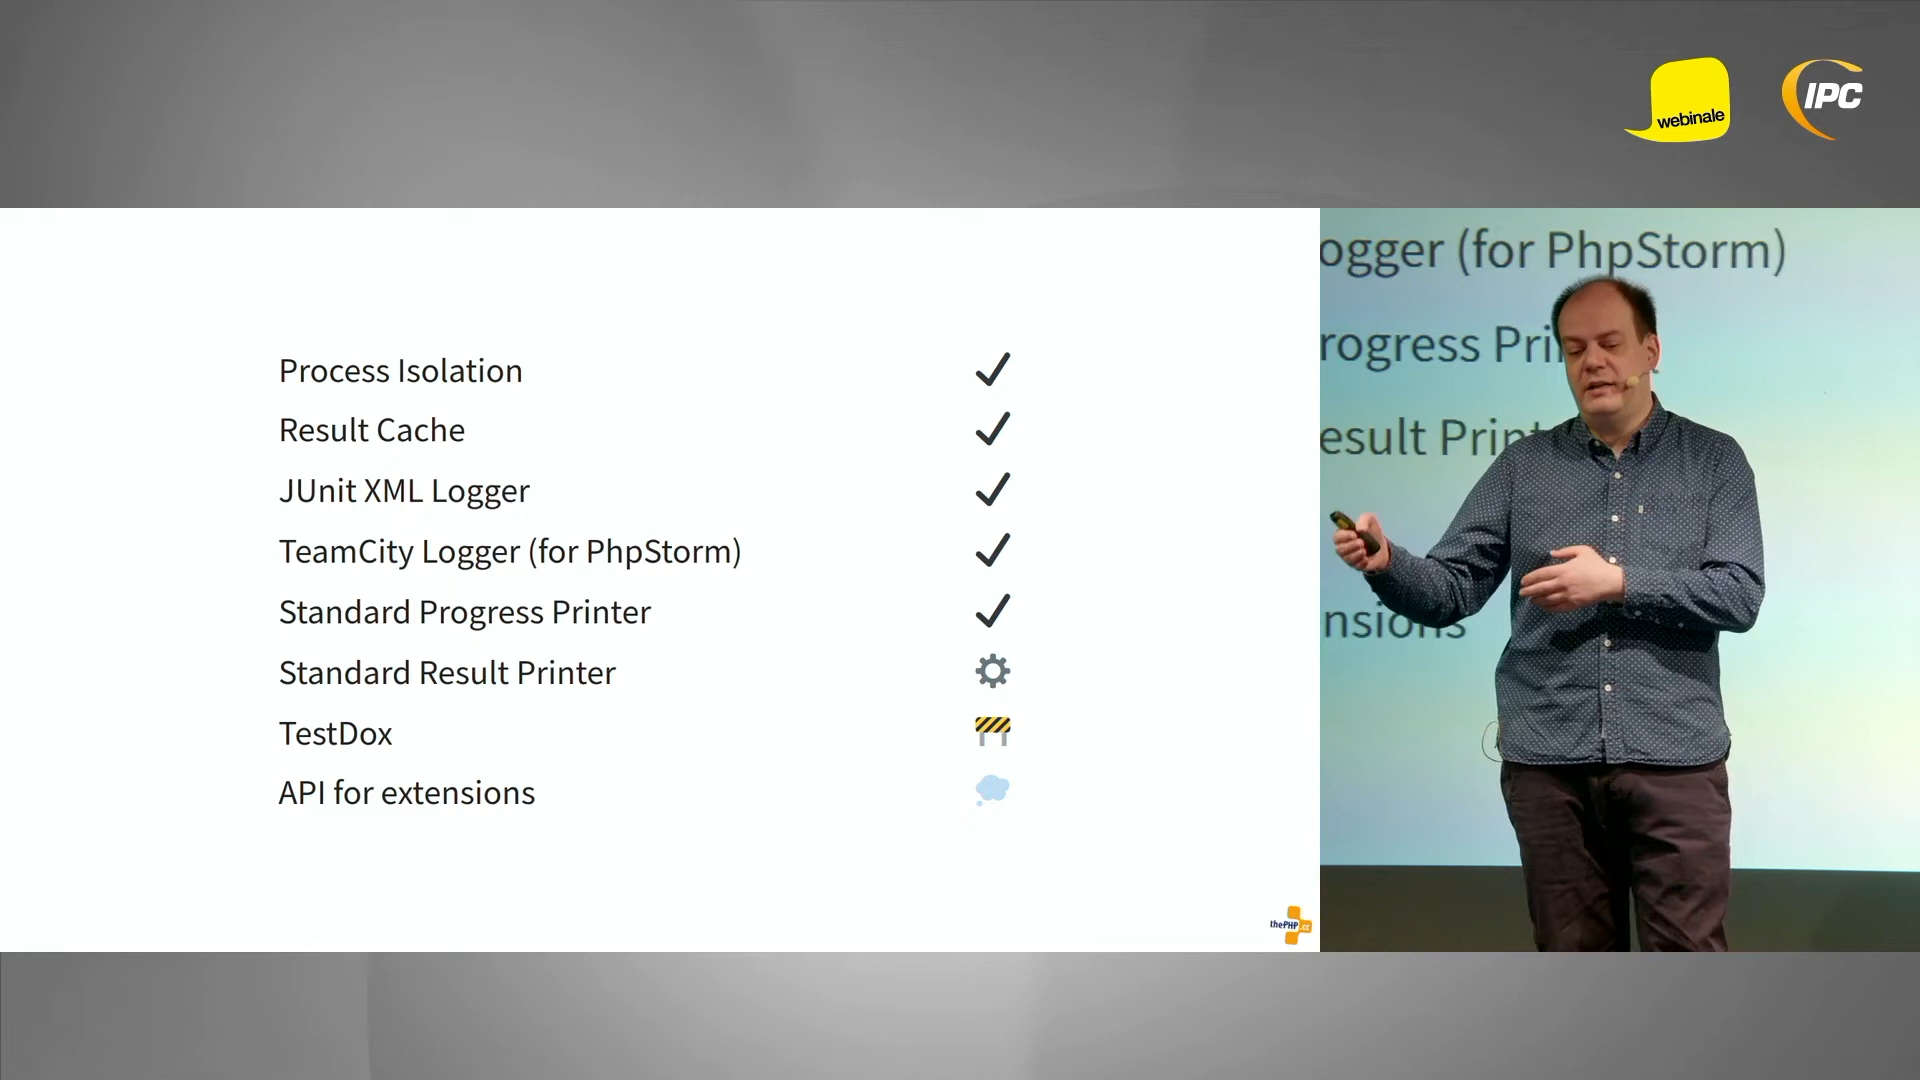 webinale
IPC
Process Isolation
Result Cache
JUnit XML Logger
TeamCity Logger (for PhpStorm)
Standard Progress Printer
Standard Result Printer
TestDox
API for extensions
thePHP.cc
ogger (for PhpStorm)
rogress Pri
esult Print
nsions